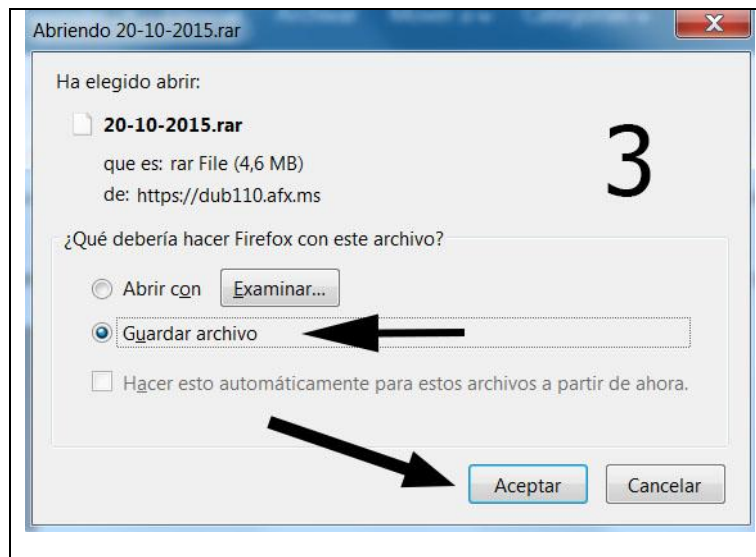 Abriendo 20-10-2015.rar
Ha elegido abrir:
20-10-2015.rar
que es: rar File (4,6 MB)
de: https://dub110.afx.ms
3
¿Qué debería hacer Firefox con este archivo?
Abrir con Examinar...
Guardar archivo
Hacer esto automáticamente para estos archivos a partir de ahora.
Aceptar Cancelar